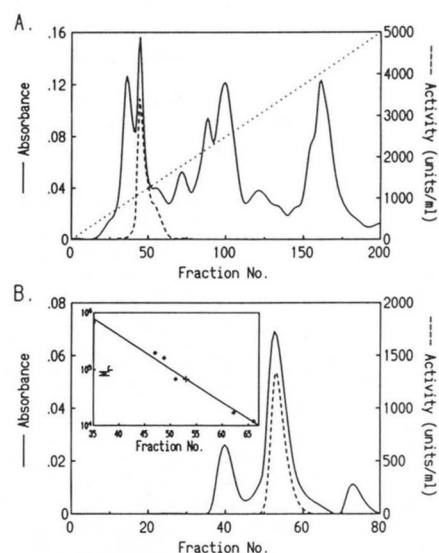 A.
.16
.12
.08
.04
0
—— Absorbance
5000
4000
3000
2000
1000
0
---- Activity (units/ml)
0 50 100 150 200
Fraction No.
B.
.08
.06
.04
.02
0
—— Absorbance
2000
1500
1000
500
0
---- Activity (units/ml)
10⁶
10⁵
10⁴
Mr
35 40 45 50 55 60 65
Fraction No.
0 20 40 60 80
Fraction No.